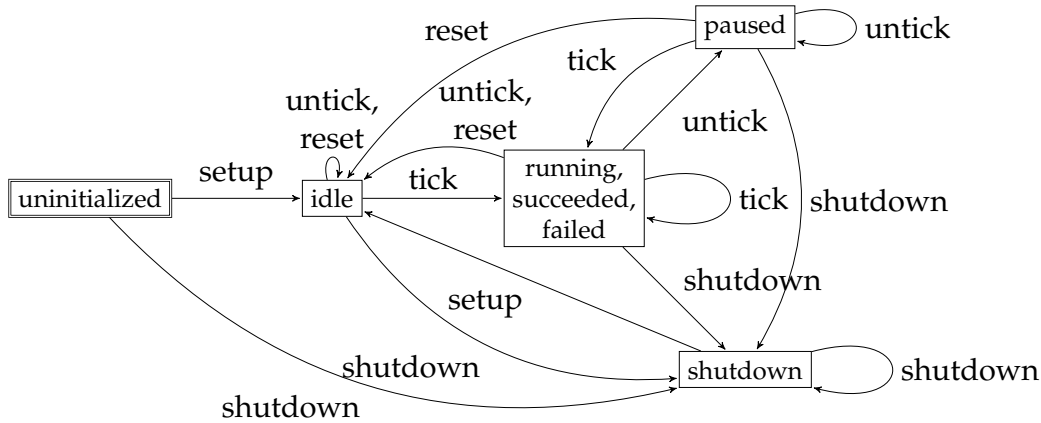 paused
untick
reset
tick
untick,
reset
untick,
reset
untick
setup
tick
uninitialized
idle
running,
succeeded,
failed
tick
shutdown
setup
shutdown
shutdown
shutdown
shutdown
shutdown